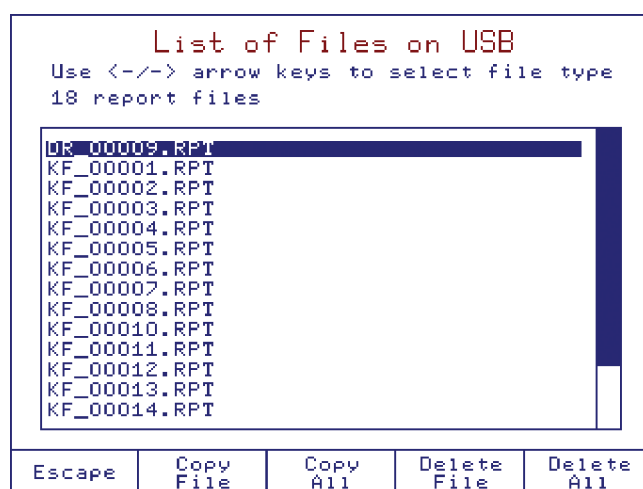 List of Files on USB
Use <-/-> arrow keys to select file type
18 report files
DR_00009.RPT
KF_00001.RPT
KF_00002.RPT
KF_00003.RPT
KF_00004.RPT
KF_00005.RPT
KF_00006.RPT
KF_00007.RPT
KF_00008.RPT
KF_00010.RPT
KF_00011.RPT
KF_00012.RPT
KF_00013.RPT
KF_00014.RPT
Escape
Copy
File
Copy
All
Delete
File
Delete
All